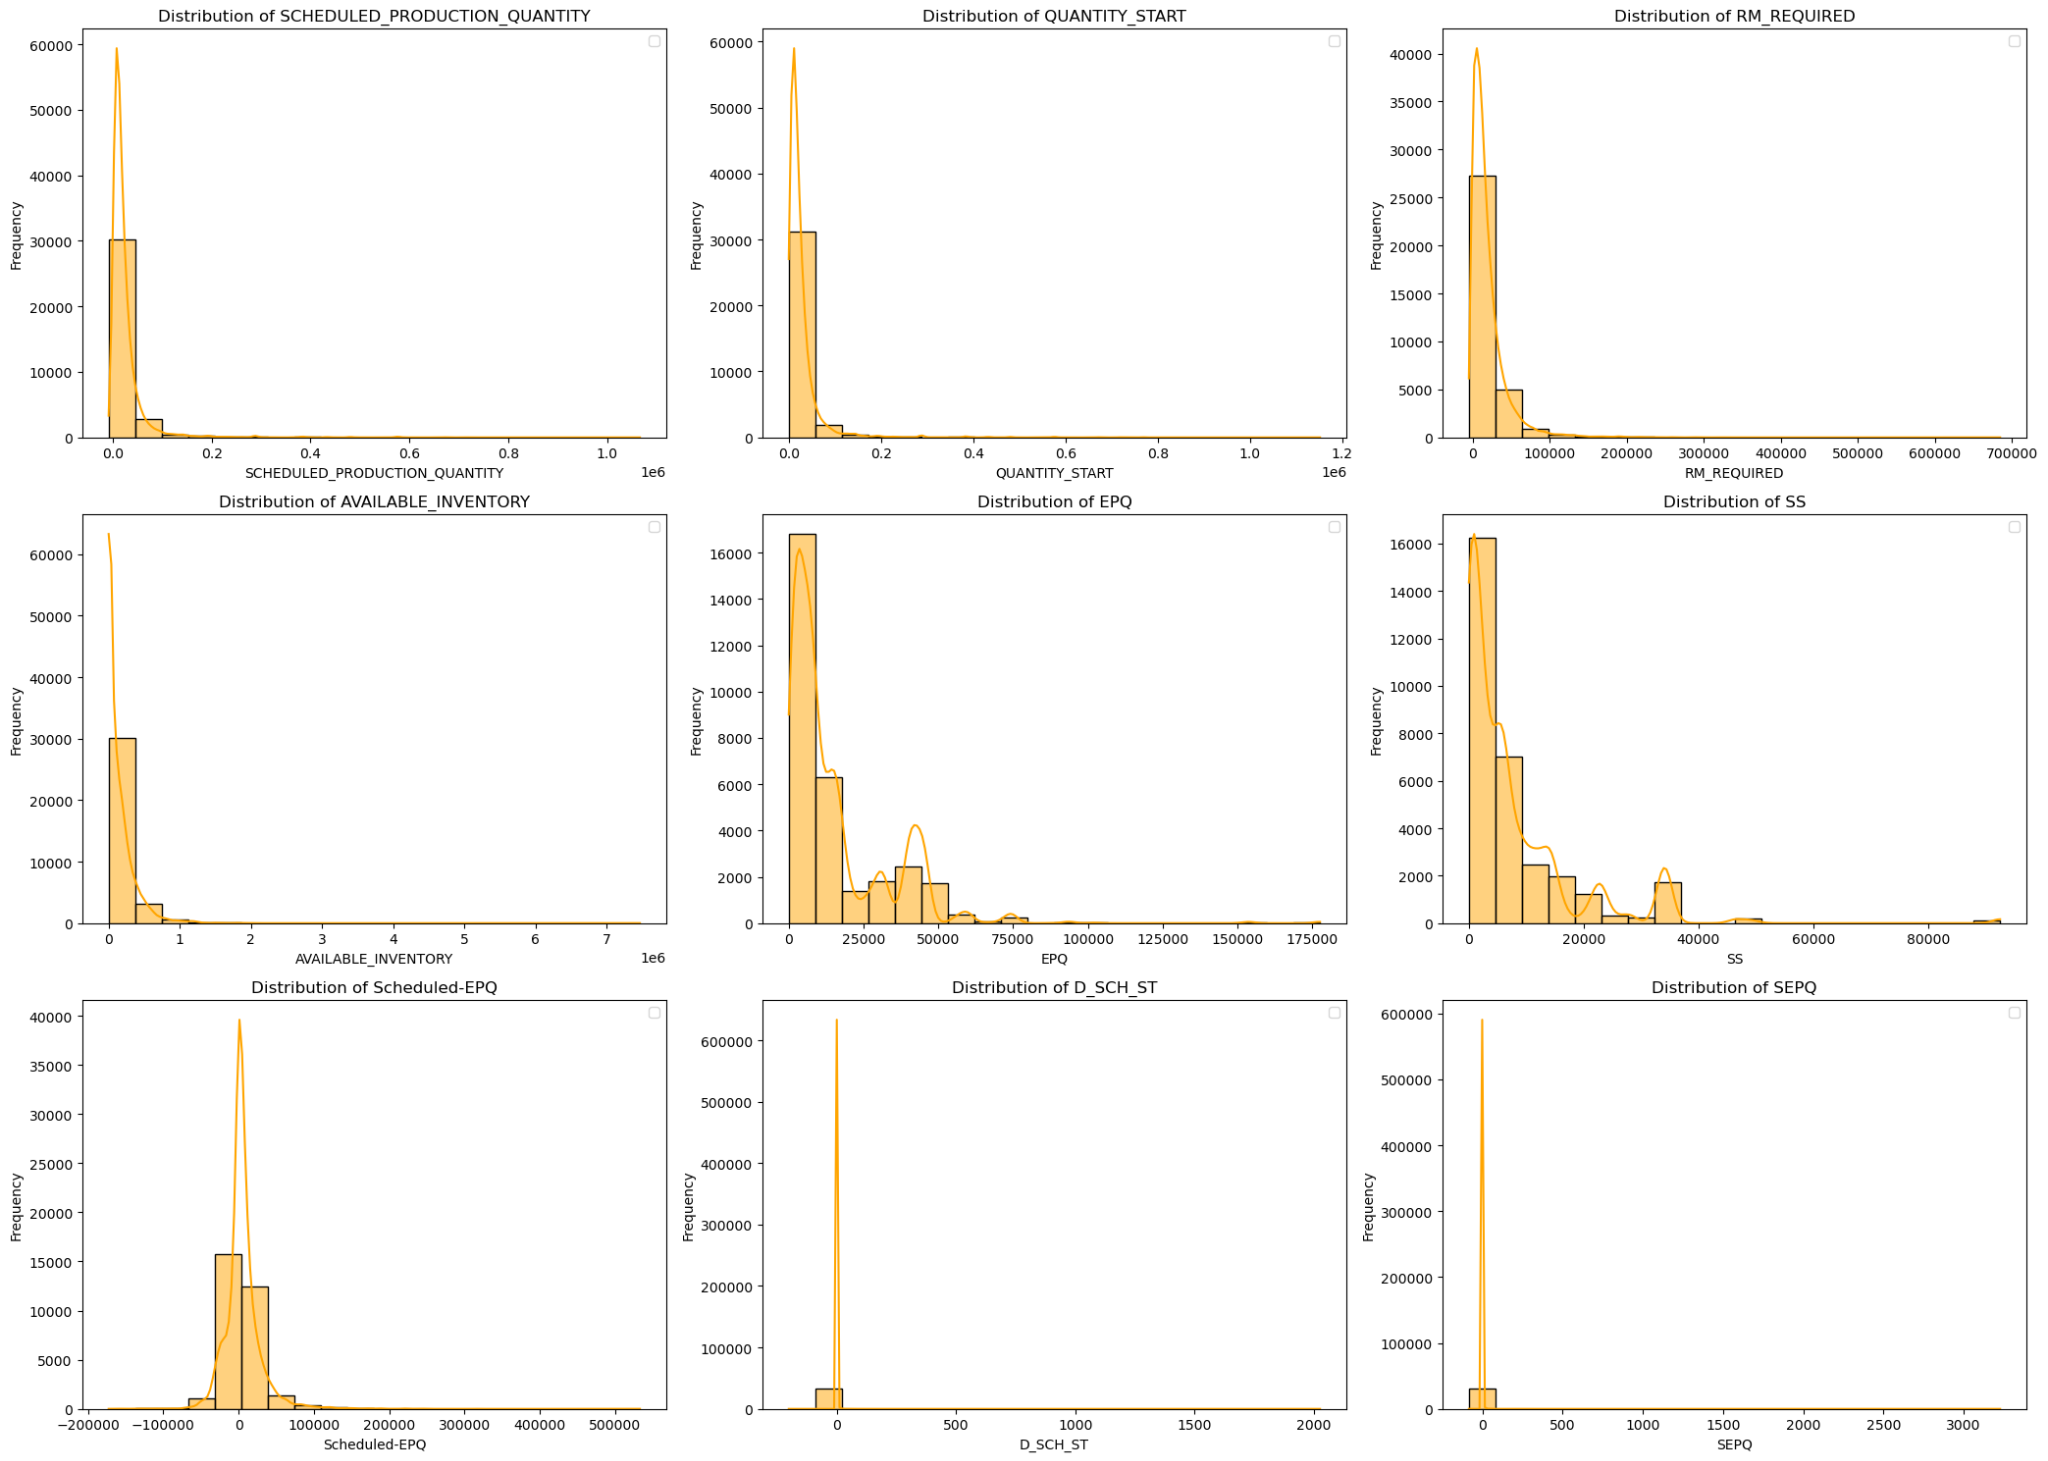 Distribution of SCHEDULED_PRODUCTION_QUANTITY
60000
50000
40000
30000
20000
10000
0
Frequency
0.0 0.2 0.4 0.6 0.8 1.0
1e6
SCHEDULED_PRODUCTION_QUANTITY
Distribution of QUANTITY_START
60000
50000
40000
30000
20000
10000
0
Frequency
0.0 0.2 0.4 0.6 0.8 1.0 1.2
1e6
QUANTITY_START
Distribution of RM_REQUIRED
40000
35000
30000
25000
20000
15000
10000
5000
0
Frequency
0 100000 200000 300000 400000 500000 600000 700000
RM_REQUIRED
Distribution of AVAILABLE_INVENTORY
60000
50000
40000
30000
20000
10000
0
Frequency
0 1 2 3 4 5 6 7
1e6
AVAILABLE_INVENTORY
Distribution of EPQ
16000
14000
12000
10000
8000
6000
4000
2000
0
Frequency
0 25000 50000 75000 100000 125000 150000 175000
EPQ
Distribution of SS
16000
14000
12000
10000
8000
6000
4000
2000
0
Frequency
0 20000 40000 60000 80000
SS
Distribution of Scheduled-EPQ
40000
35000
30000
25000
20000
15000
10000
5000
0
Frequency
−200000 −100000 0 100000 200000 300000 400000 500000
Scheduled-EPQ
Distribution of D_SCH_ST
600000
500000
400000
300000
200000
100000
0
Frequency
0 500 1000 1500 2000
D_SCH_ST
Distribution of SEPQ
600000
500000
400000
300000
200000
100000
0
Frequency
0 500 1000 1500 2000 2500 3000
SEPQ